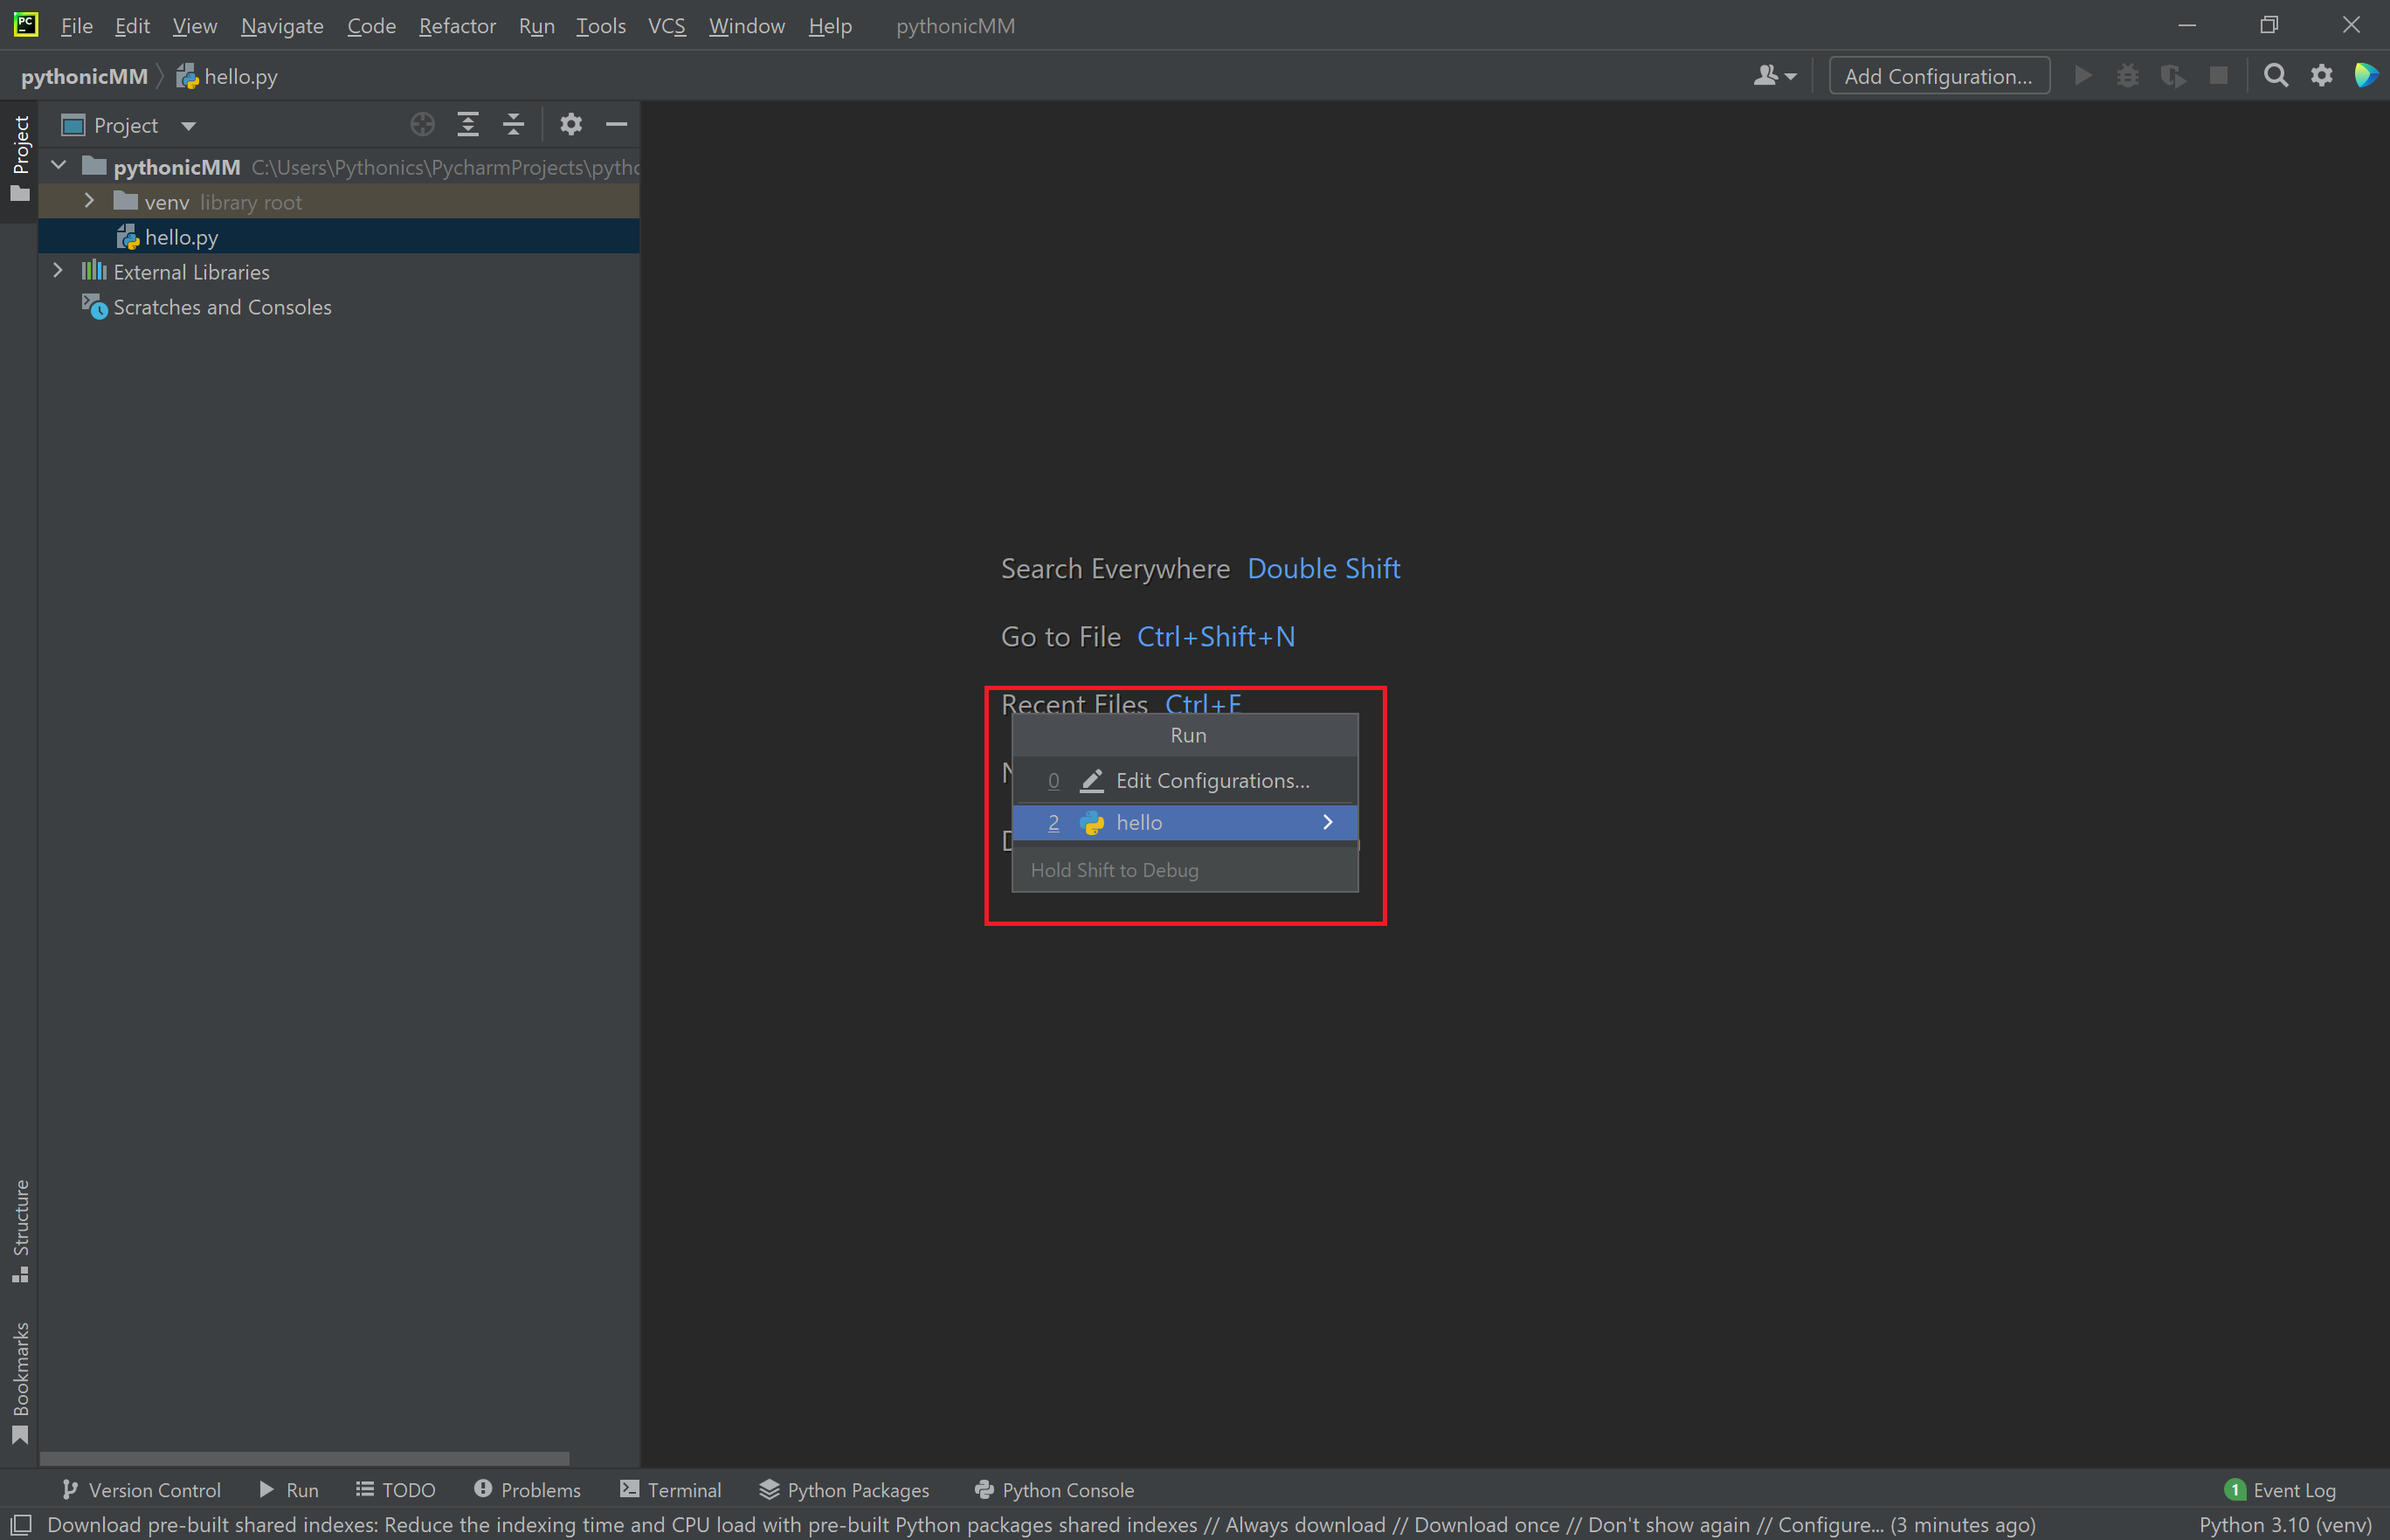 PC
File Edit View Navigate Code Refactor Run Tools VCS Window Help pythonicMM
pythonicMM hello.py
Add Configuration...
Project
Project
pythonicMM C:\Users\Pythonics\PycharmProjects\pytho
venv library root
hello.py
External Libraries
Scratches and Consoles
Search Everywhere Double Shift
Go to File Ctrl+Shift+N
Recent Files Ctrl+E
Run
0 Edit Configurations...
2 hello
Hold Shift to Debug
Structure
Bookmarks
Version Control Run TODO Problems Terminal Python Packages Python Console
1 Event Log
Download pre-built shared indexes: Reduce the indexing time and CPU load with pre-built Python packages shared indexes // Always download // Download once // Don't show again // Configure... (3 minutes ago)
Python 3.10 (venv)